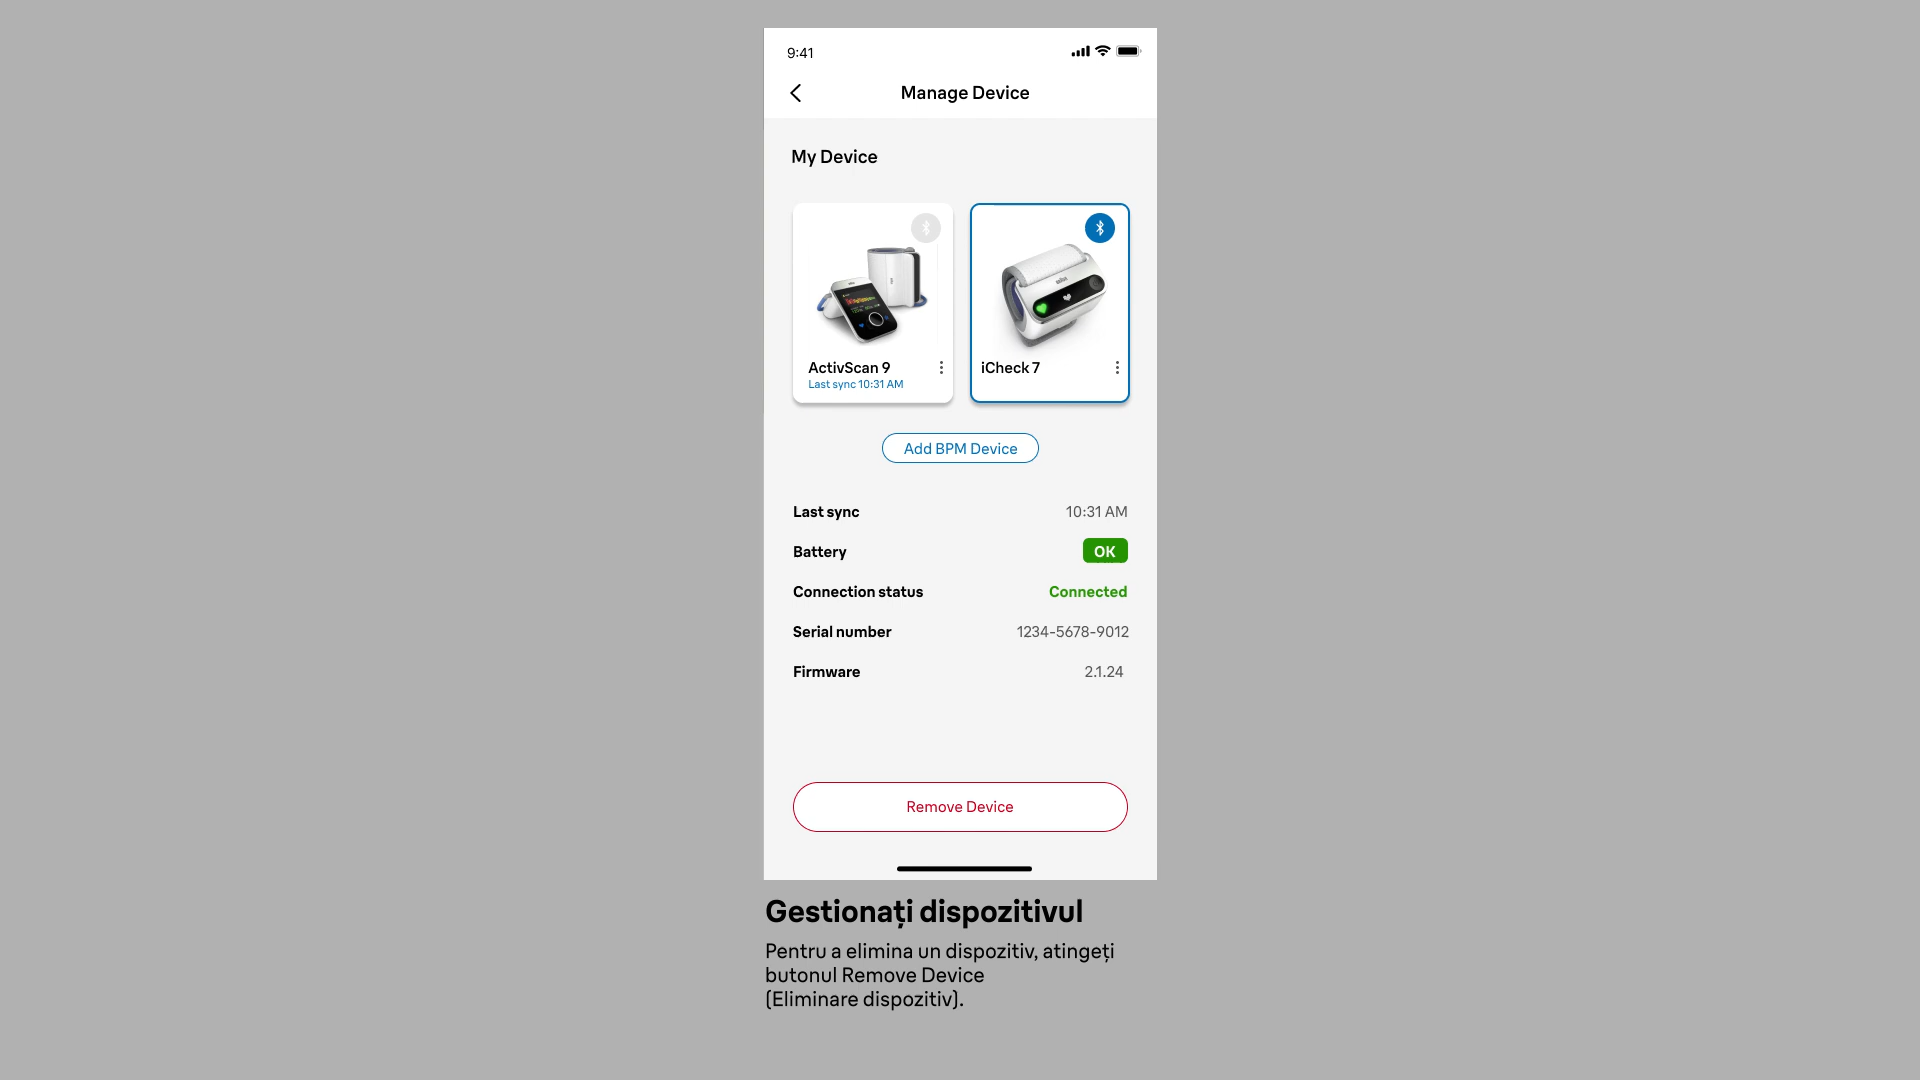 9:41
Manage Device
My Device
ActivScan 9
Last sync 10:31 AM
iCheck 7
Add BPM Device
Last sync 10:31 AM
Battery OK
Connection status Connected
Serial number 1234-5678-9012
Firmware 2.1.24
Remove Device
Gestionați dispozitivul
Pentru a elimina un dispozitiv, atingeți
butonul Remove Device
(Eliminare dispozitiv).